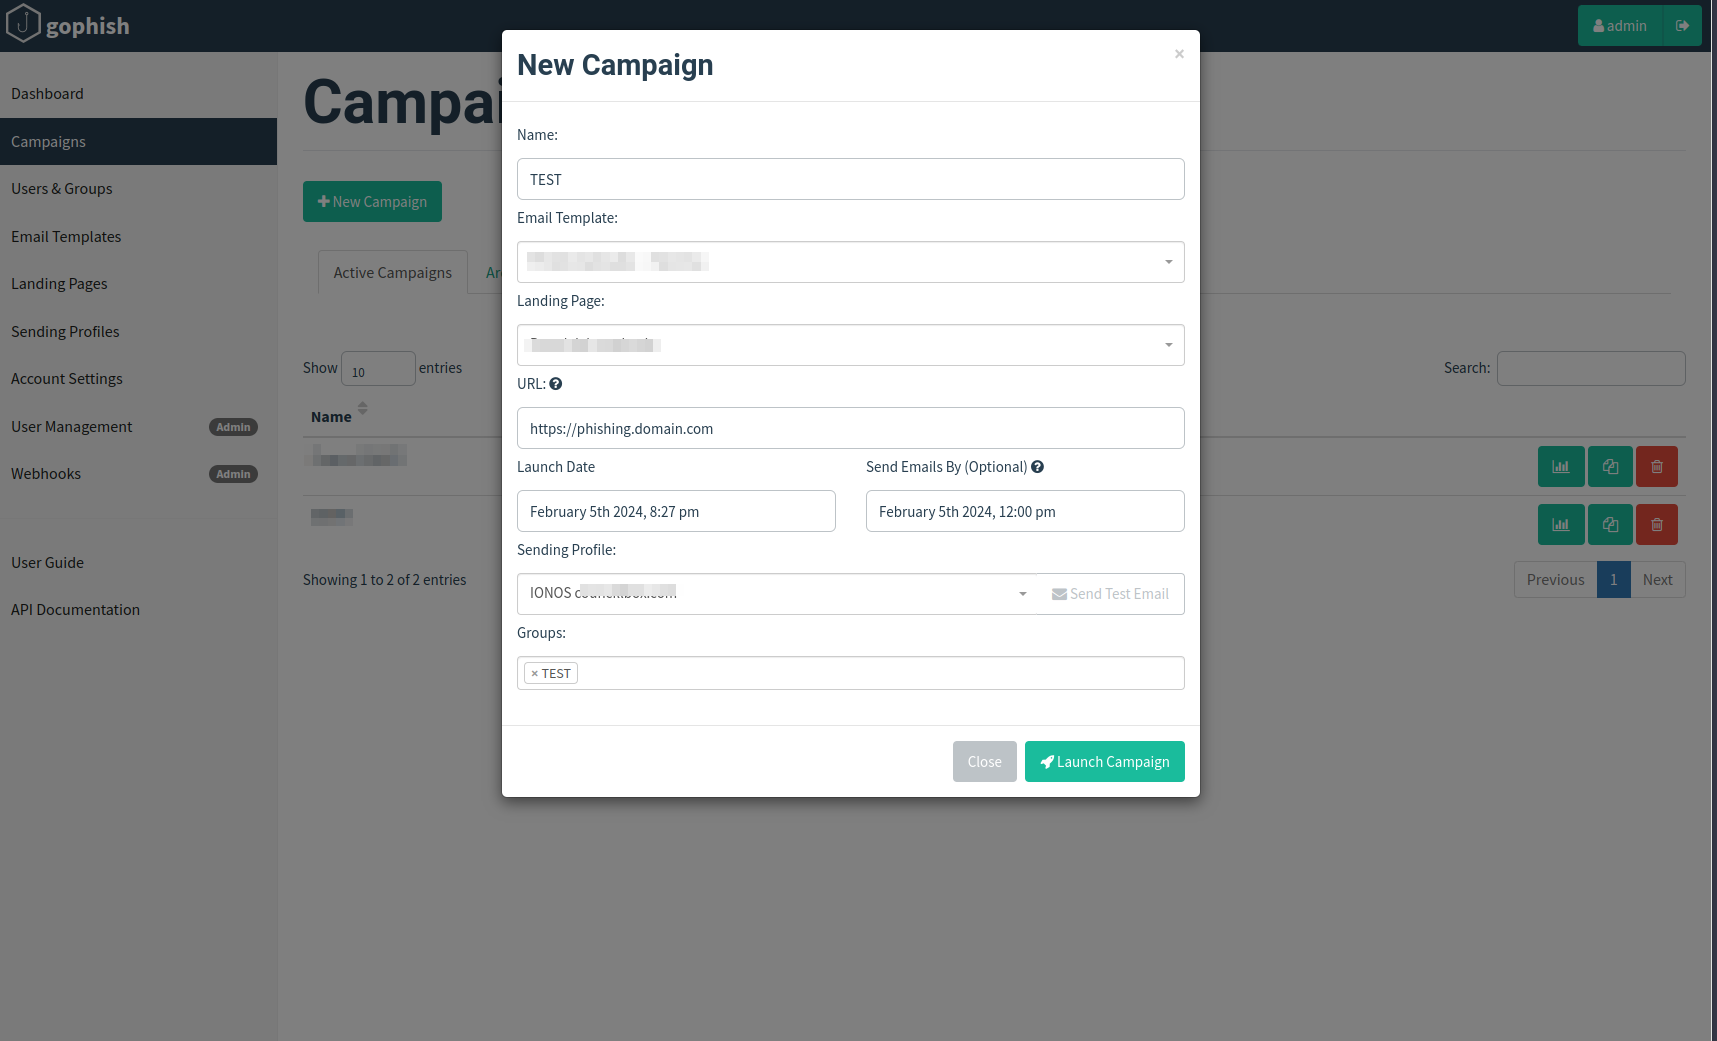 gophish
admin
Dashboard
Campaigns
Users & Groups
Email Templates
Landing Pages
Sending Profiles
Account Settings
User Management Admin
Webhooks Admin
User Guide
API Documentation
Campai
New Campaign
Active Campaigns Ar
Show 10 entries
Search:
Name
Showing 1 to 2 of 2 entries
Previous 1 Next
New Campaign ×
Name:
TEST
Email Template:
Landing Page:
URL:
https://phishing.domain.com
Launch Date Send Emails By (Optional)
February 5th 2024, 8:27 pm February 5th 2024, 12:00 pm
Sending Profile:
IONOS Send Test Email
Groups:
× TEST
Close Launch Campaign